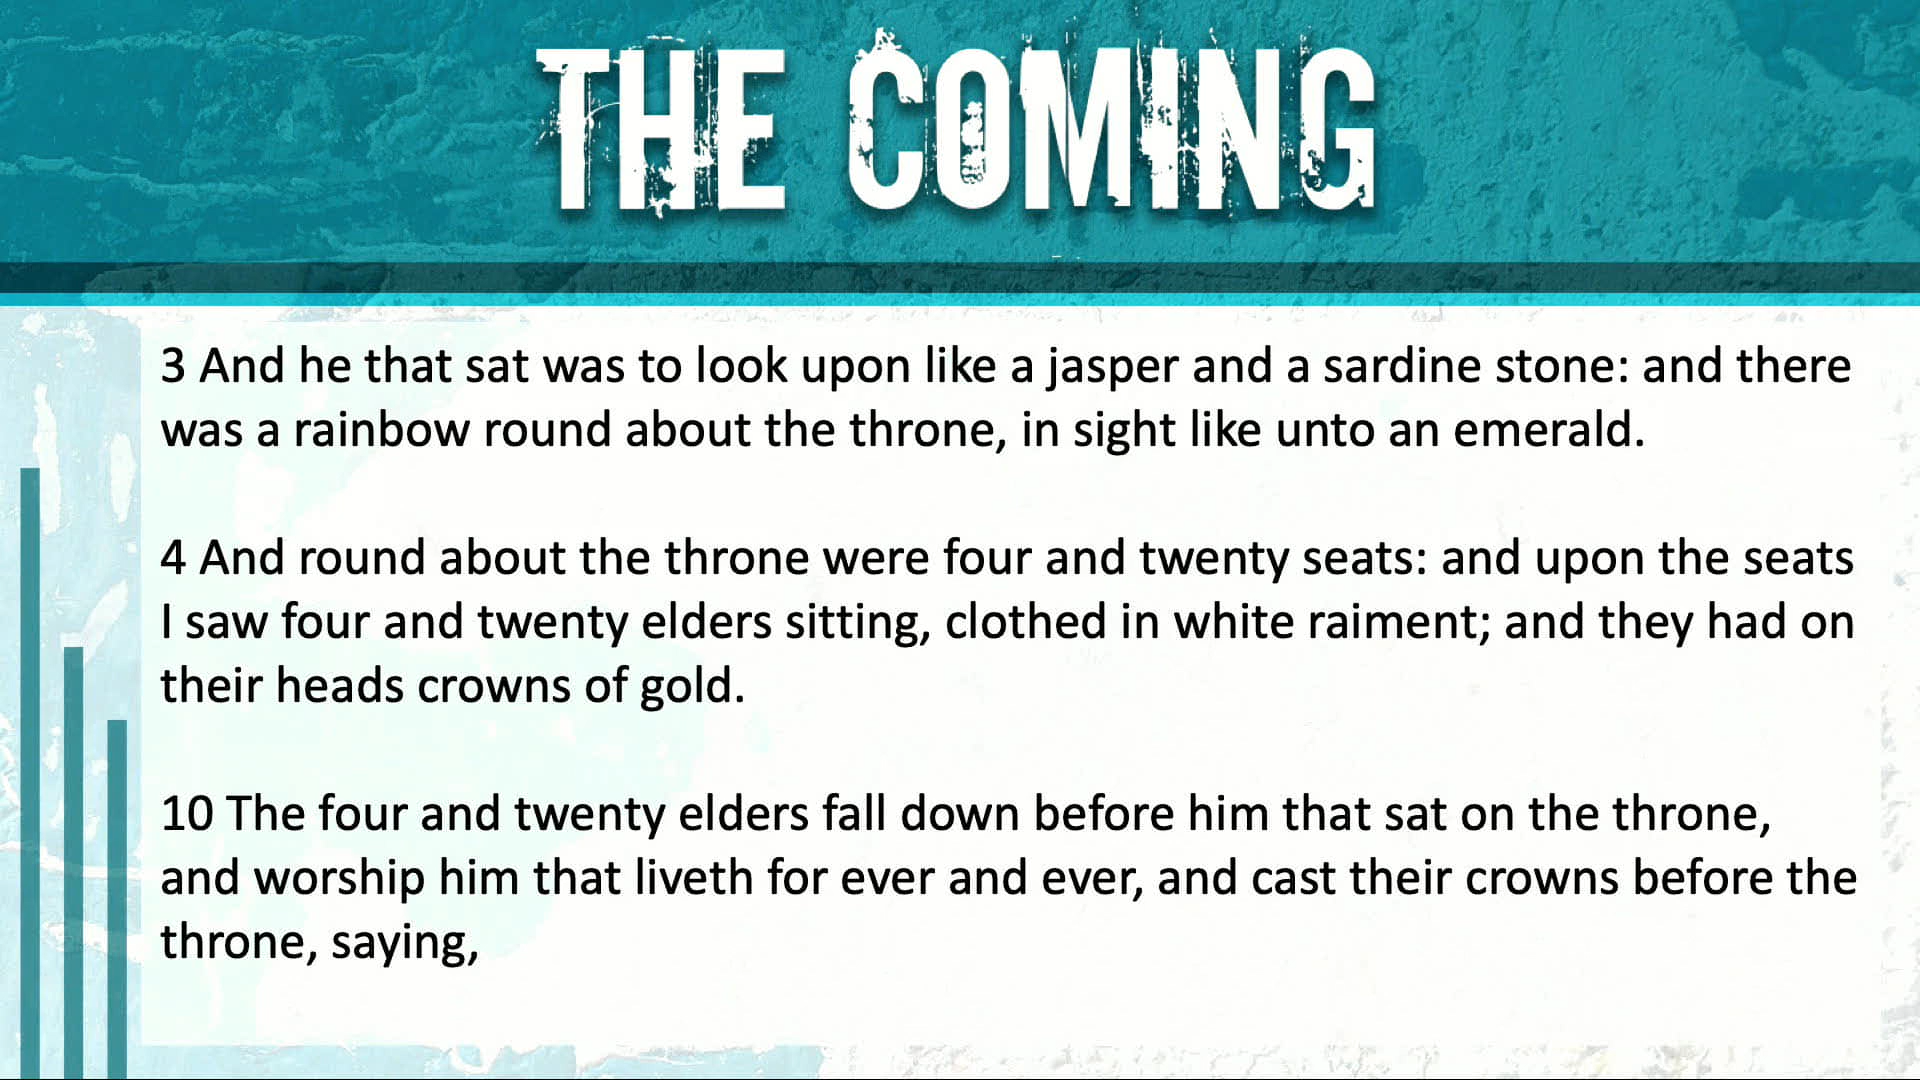 THE COMING
3 And he that sat was to look upon like a jasper and a sardine stone: and there
was a rainbow round about the throne, in sight like unto an emerald.
4 And round about the throne were four and twenty seats: and upon the seats
I saw four and twenty elders sitting, clothed in white raiment; and they had on
their heads crowns of gold.
10 The four and twenty elders fall down before him that sat on the throne,
and worship him that liveth for ever and ever, and cast their crowns before the
throne, saying,